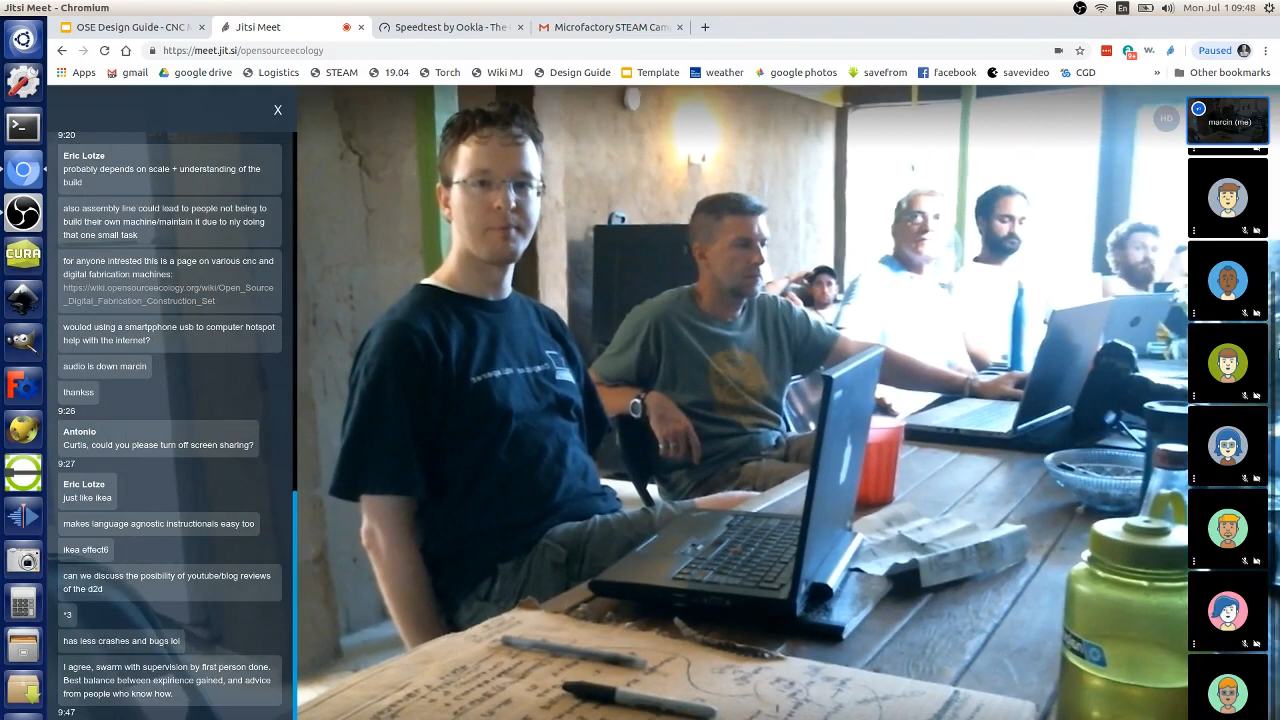 Jitsi Meet - Chromium
En
Mon Jul 1 09:48
OSE Design Guide - CNC
Jitsi Meet
Speedtest by Ookla - The
Microfactory STEAM Cam
https://meet.jit.si/opensourceecology
9+
W.
Paused
Apps
gmail
google drive
Logistics
STEAM
19.04
Torch
Wiki MJ
Design Guide
Template
weather
google photos
savefrom
facebook
savevideo
CGD
»
Other bookmarks
X
HD
marcin (me)
9:20
Eric Lotze
probably depends on scale + understanding of the
build
also assembly line could lead to people not being to
build their own machine/maintain it due to nly doing
that one small task
for anyone intrested this is a page on various cnc and
digital fabrication machines:
https://wiki.opensourceecology.org/wiki/Open_Source
_Digital_Fabrication_Construction_Set
wouiod using a smartpphone usb to computer hotspot
help with the internet?
audio is down marcin
thankss
9:26
Antonio
Curtis, could you please turn off screen sharing?
9:27
Eric Lotze
just like ikea
makes language agnostic instructionals easy too
ikea effect6
can we discuss the posibility of youtube/blog reviews
of the d2d
*3
has less crashes and bugs lol
I agree, swarm with supervision by first person done.
Best balance between expirience gained, and advice
from people who know how.
9:47
CURA